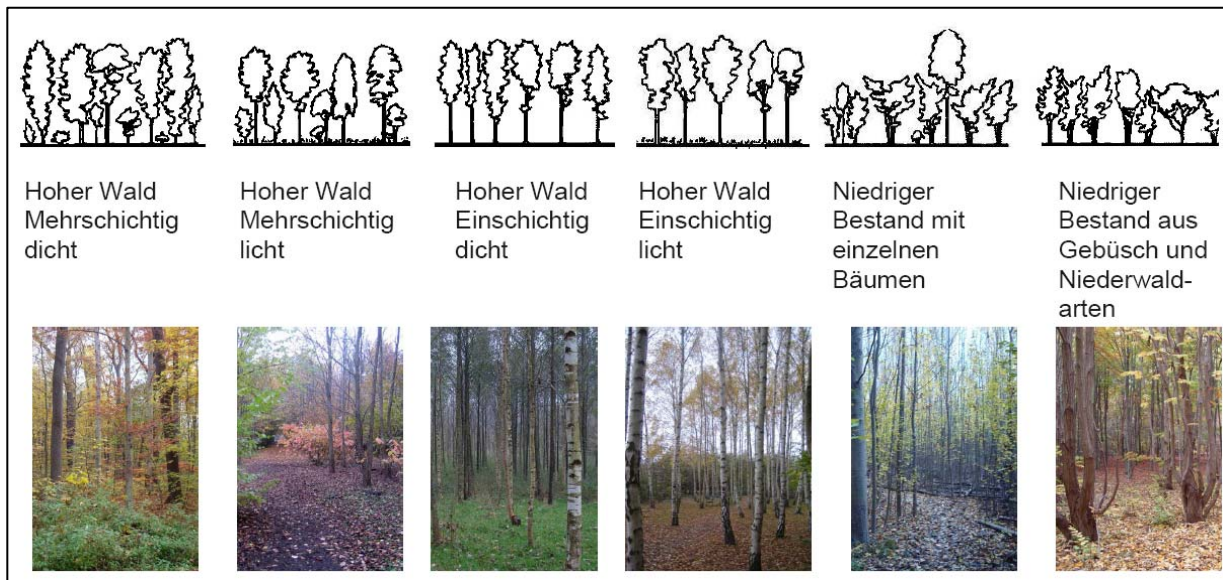 Hoher Wald
Mehrschichtig
dicht
Hoher Wald
Mehrschichtig
licht
Hoher Wald
Einschichtig
dicht
Hoher Wald
Einschichtig
licht
Niedriger
Bestand mit
einzelnen
Bäumen
Niedriger
Bestand aus
Gebüsch und
Niederwald-
arten